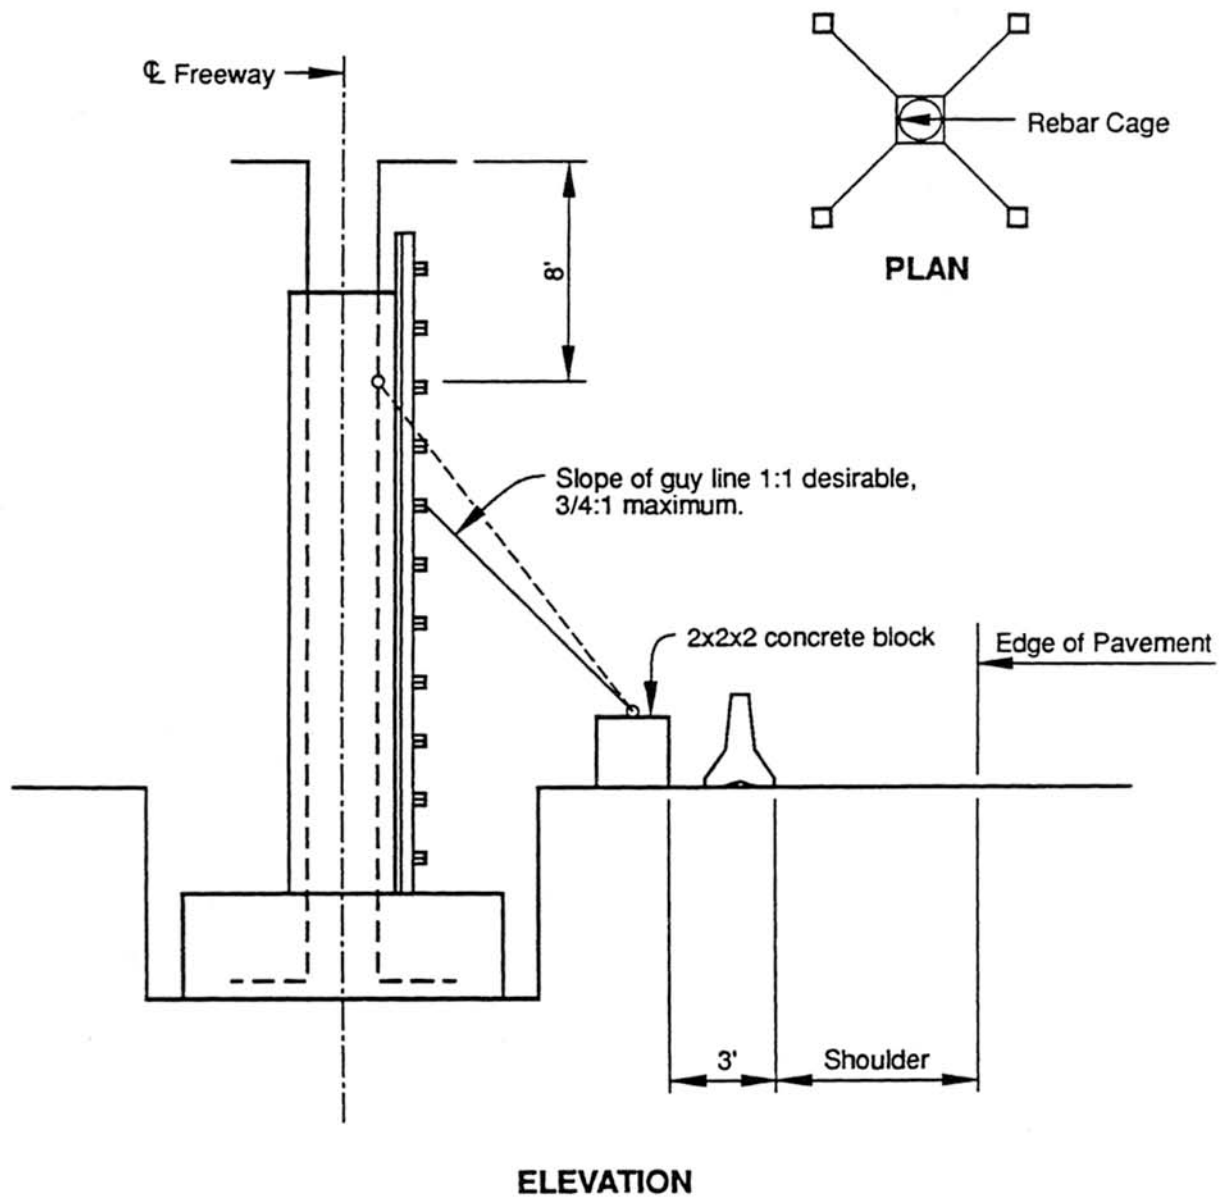 ℄ Freeway
Rebar Cage
PLAN
8'
Slope of guy line 1:1 desirable,
3/4:1 maximum.
2x2x2 concrete block
Edge of Pavement
3'
Shoulder
ELEVATION